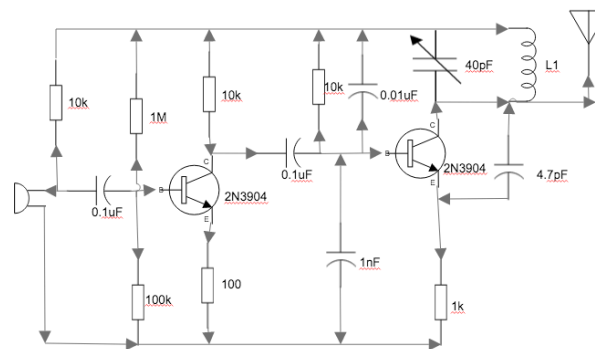 40pF
L1
10k
1M
10k
10k
0.01uF
C
C
B
2N3904
4.7pF
0.1uF
B
0.1uF
2N3904
E
E
1nF
100k
100
1k